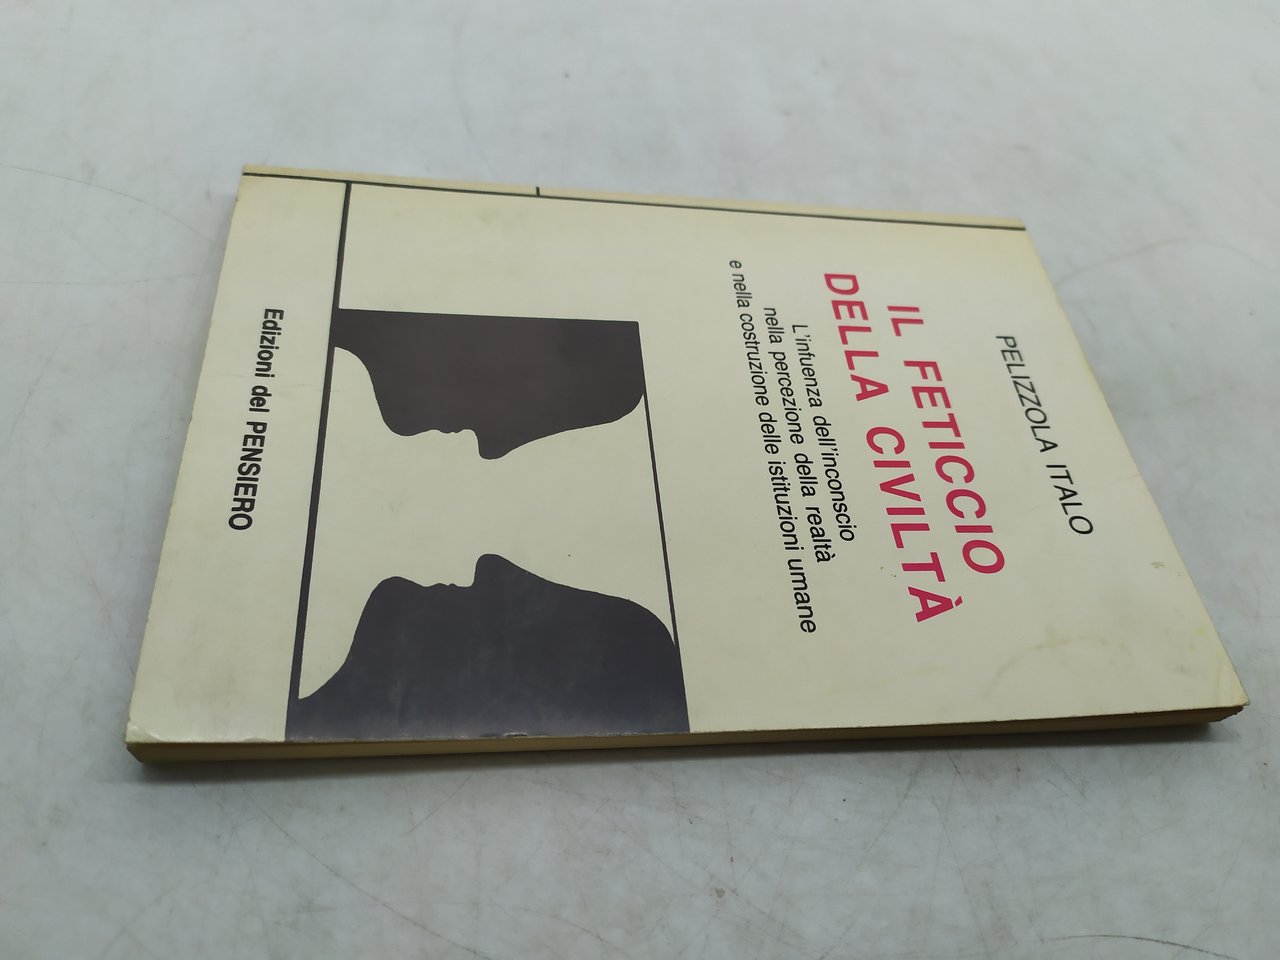 PELIZZOLA ITALO
IL FETICCIO
DELLA CIVILTÀ
L'infuenza dell'inconscio
nella percezione della realtà
e nella costruzione delle istituzioni umane
Edizioni del PENSIERO